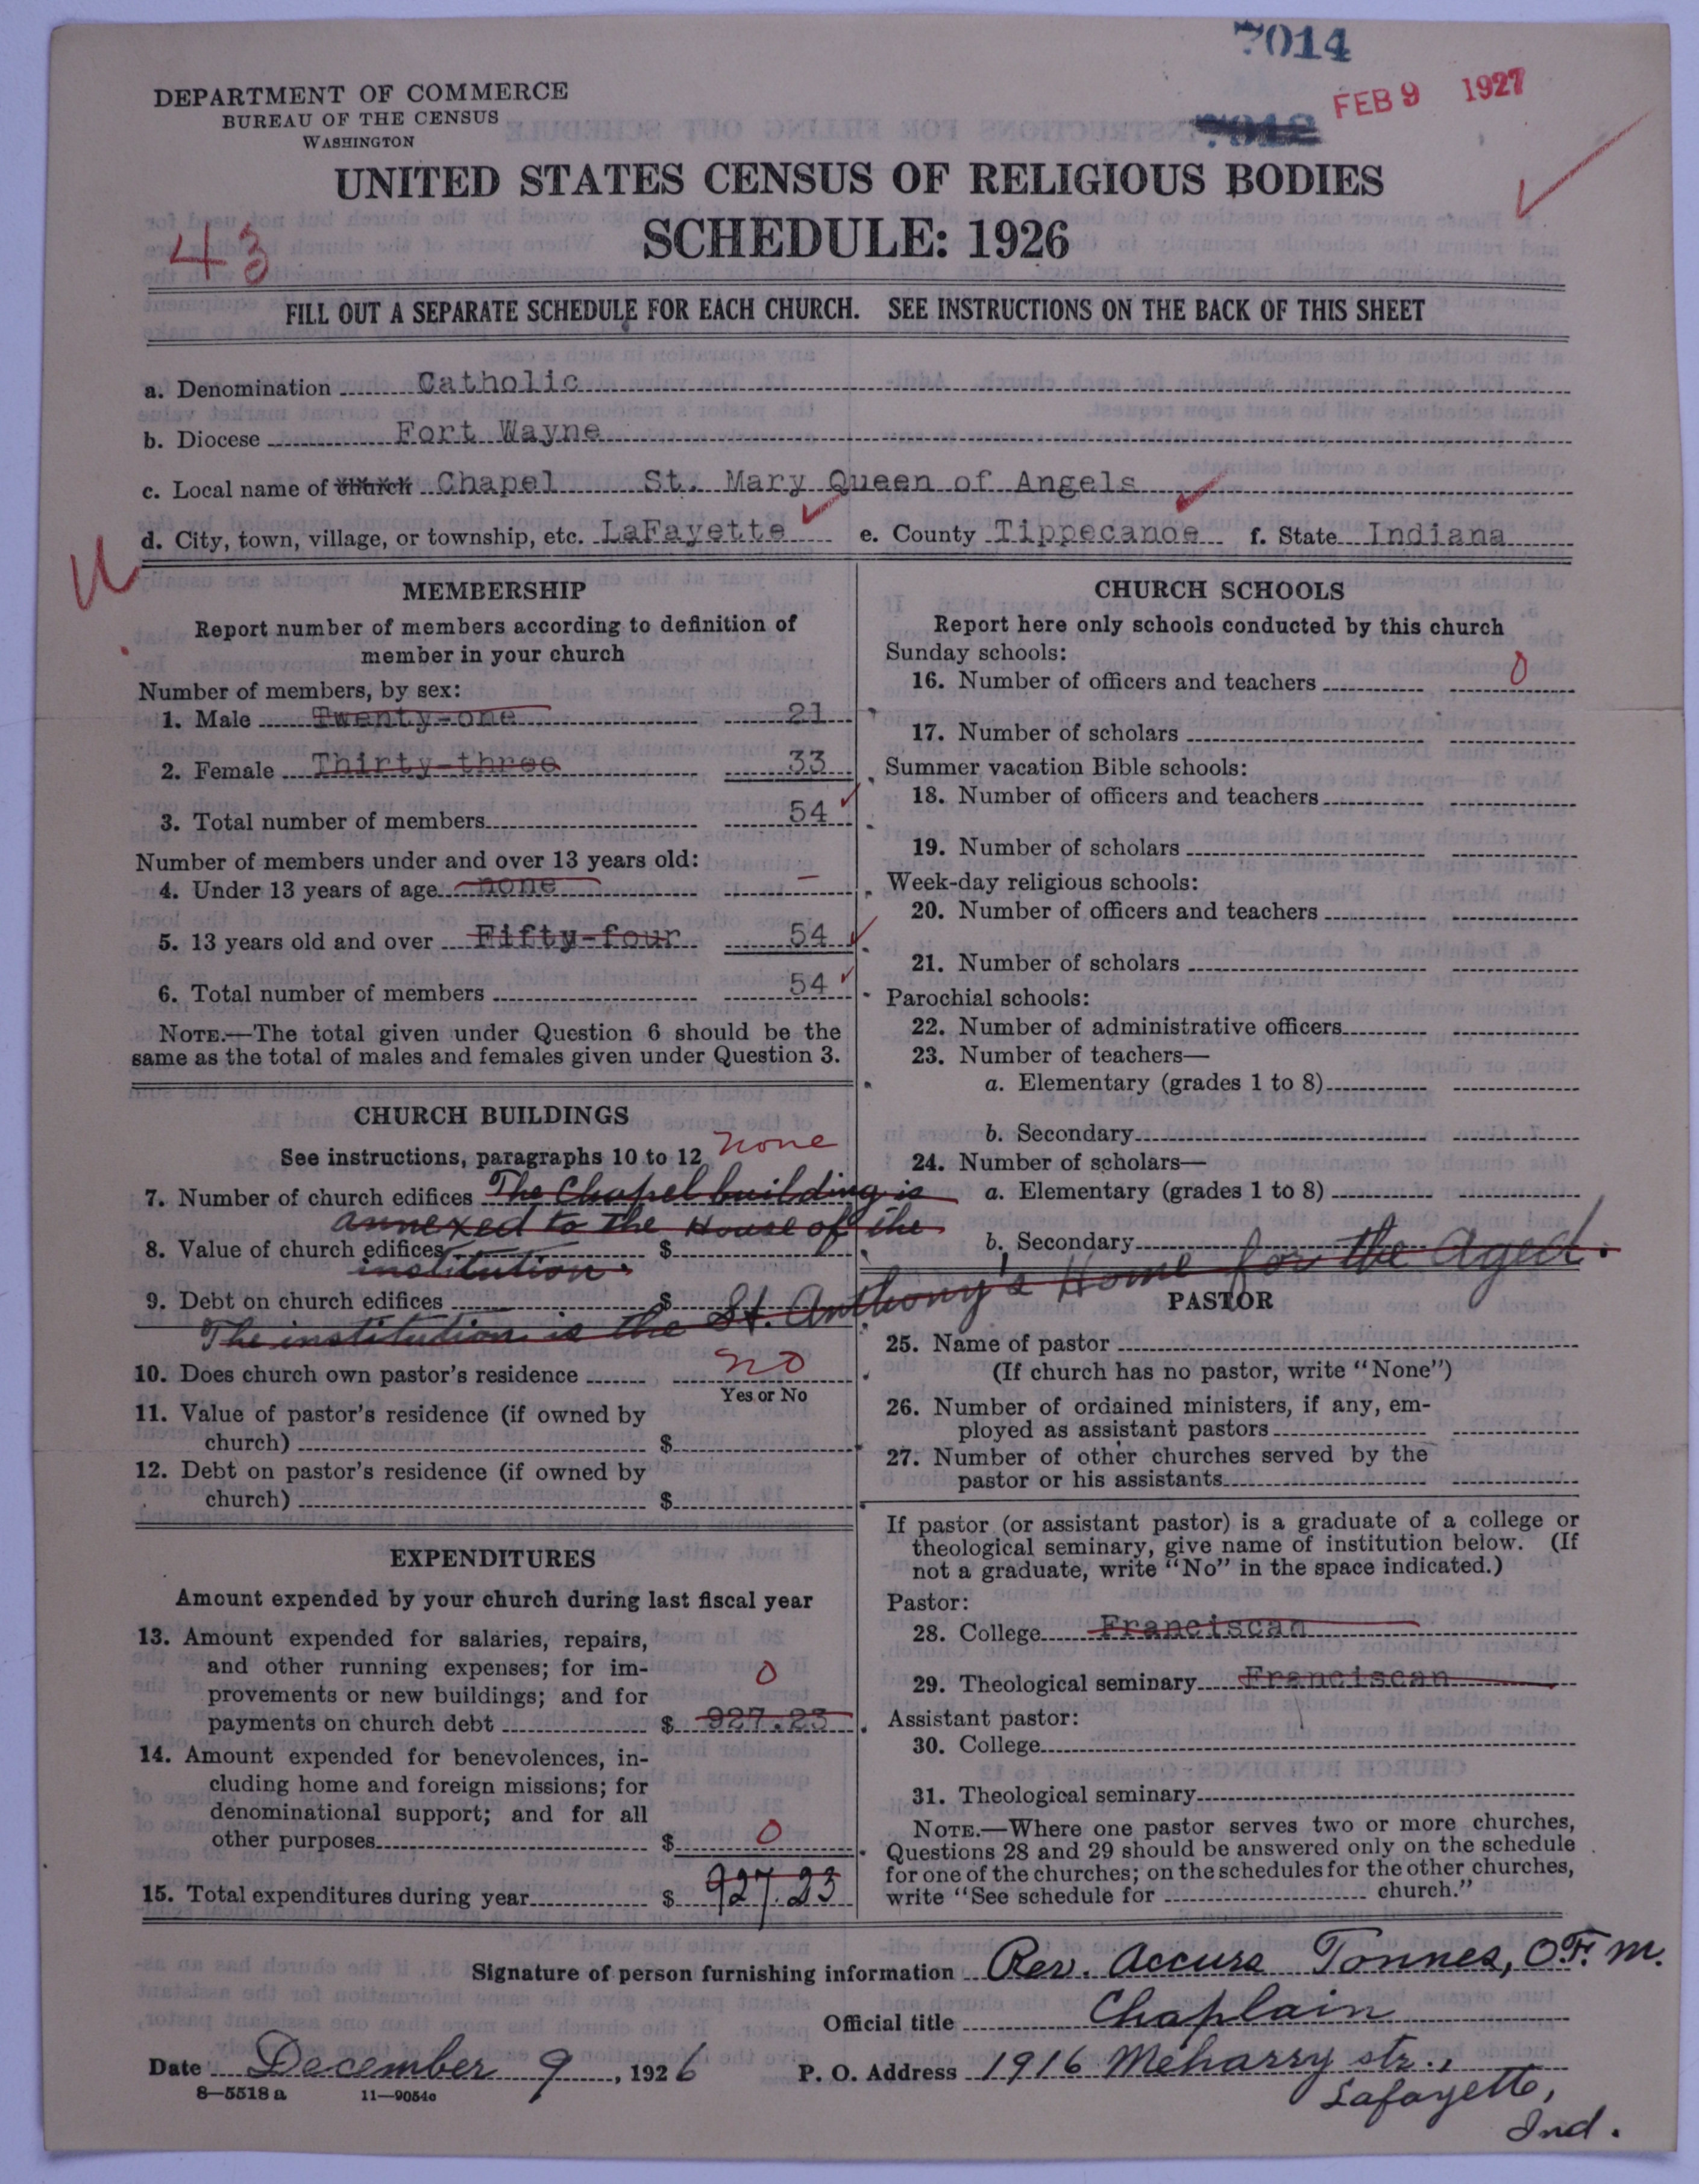 7014
FEB 9 1927
DEPARTMENT OF COMMERCE
BUREAU OF THE CENSUS
WASHINGTON
UNITED STATES CENSUS OF RELIGIOUS BODIES
SCHEDULE: 1926
43
FILL OUT A SEPARATE SCHEDULE FOR EACH CHURCH. SEE INSTRUCTIONS ON THE BACK OF THIS SHEET
a. Denomination Catholic
b. Diocese Fort Wayne
c. Local name of church Chapel St. Mary Queen of Angels
d. City, town, village, or township, etc. LaFayette e. County Tippecanoe f. State Indiana
MEMBERSHIP
Report number of members according to definition of
member in your church
Number of members, by sex:
1. Male Twenty-one 21
2. Female Thirty-three 33
3. Total number of members 54
Number of members under and over 13 years old:
4. Under 13 years of age none –
5. 13 years old and over Fifty-four 54
6. Total number of members 54
NOTE.—The total given under Question 6 should be the
same as the total of males and females given under Question 3.
CHURCH BUILDINGS
See instructions, paragraphs 10 to 12 none
7. Number of church edifices The Chapel building is
annexed to the House of the
8. Value of church edifices $
institution.
9. Debt on church edifices $
The institution is the St. Anthony's Home for the Aged.
10. Does church own pastor's residence no
Yes or No
11. Value of pastor's residence (if owned by
church) $
12. Debt on pastor's residence (if owned by
church) $
EXPENDITURES
Amount expended by your church during last fiscal year
13. Amount expended for salaries, repairs,
and other running expenses; for im-
provements or new buildings; and for
payments on church debt $ 927.23
0
14. Amount expended for benevolences, in-
cluding home and foreign missions; for
denominational support; and for all
other purposes $ 0
15. Total expenditures during year $ 927.23
CHURCH SCHOOLS
Report here only schools conducted by this church
Sunday schools:
16. Number of officers and teachers 0
17. Number of scholars
Summer vacation Bible schools:
18. Number of officers and teachers
19. Number of scholars
Week-day religious schools:
20. Number of officers and teachers
21. Number of scholars
Parochial schools:
22. Number of administrative officers
23. Number of teachers—
a. Elementary (grades 1 to 8)
b. Secondary
24. Number of scholars—
a. Elementary (grades 1 to 8)
b. Secondary
PASTOR
25. Name of pastor
(If church has no pastor, write "None")
26. Number of ordained ministers, if any, em-
ployed as assistant pastors
27. Number of other churches served by the
pastor or his assistants
If pastor (or assistant pastor) is a graduate of a college or
theological seminary, give name of institution below. (If
not a graduate, write "No" in the space indicated.)
Pastor:
28. College Franciscan
29. Theological seminary Franciscan
Assistant pastor:
30. College
31. Theological seminary
NOTE.—Where one pastor serves two or more churches,
Questions 28 and 29 should be answered only on the schedule
for one of the churches; on the schedules for the other churches,
write "See schedule for church."
Signature of person furnishing information Rev. Accurs Tonnes, O.F.M.
Official title Chaplain
Date December 9, 1926 P. O. Address 1916 Meharry str.,
Lafayette,
Ind.
8—5518 a 11—9054c